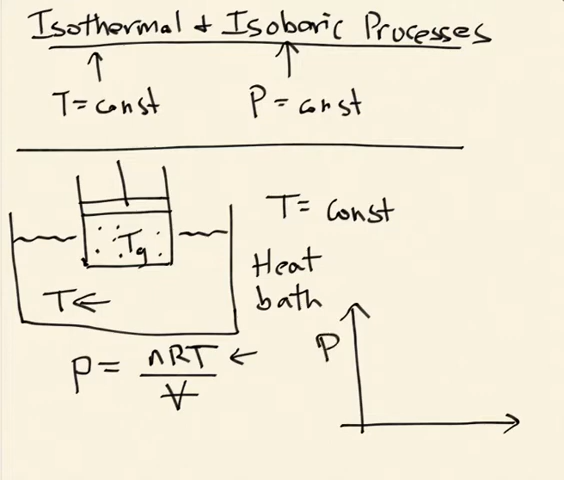 Isothermal + Isobaric Processes
T = const
P = const
T = const
Tg
Heat
bath
T
P = nRT / V
P